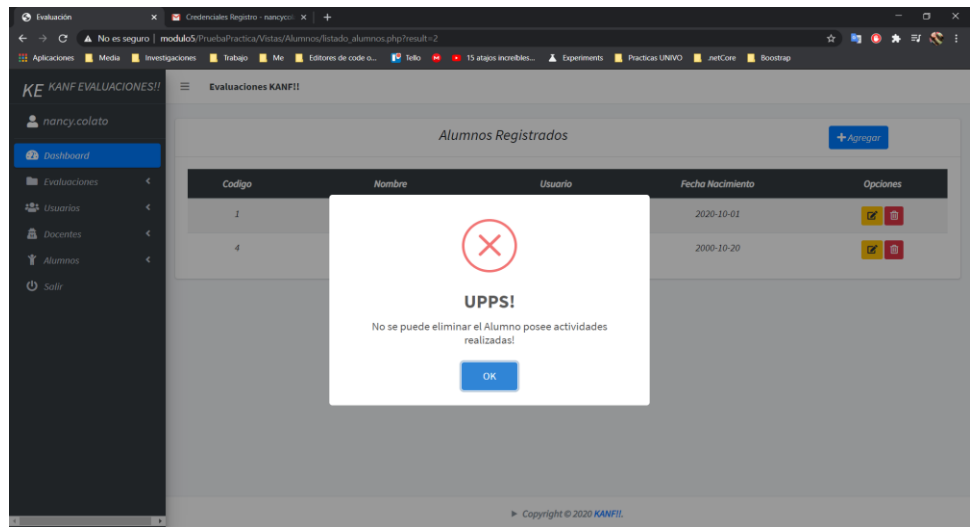 Evaluación
Credenciales Registro - nancyco
No es seguro | modulo5/PruebaPractica/Vistas/Alumnos/listado_alumnos.php?result=2
Aplicaciones Media Investigaciones Trabajo Me Editores de code o... Tello 15 atajos increíbles... Experiments Practicas UNIVO .netCore Boostrap
KE KANF EVALUACIONES!!
Evaluaciones KANF!!
nancy.colato
Dashboard
Evaluaciones
Usuarios
Docentes
Alumnos
Salir
Alumnos Registrados
Agregar
Codigo Nombre Usuario Fecha Nacimiento Opciones
1 2020-10-01
4 2000-10-20
UPPS!
No se puede eliminar el Alumno posee actividades
realizadas!
OK
Copyright © 2020 KANF!!.